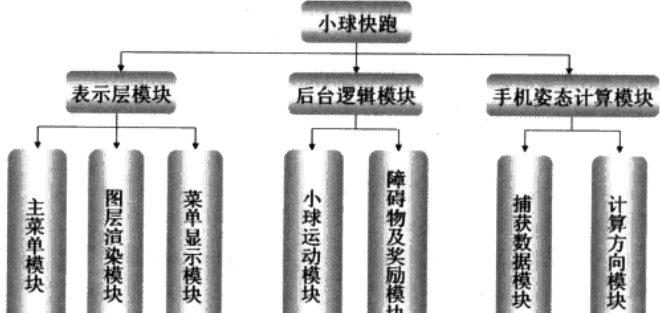 小球快跑
表示层模块
后台逻辑模块
手机姿态计算模块
主菜单模块
图层渲染模块
菜单显示模块
小球运动模块
障碍物及奖励模块
捕获数据模块
计算方向模块